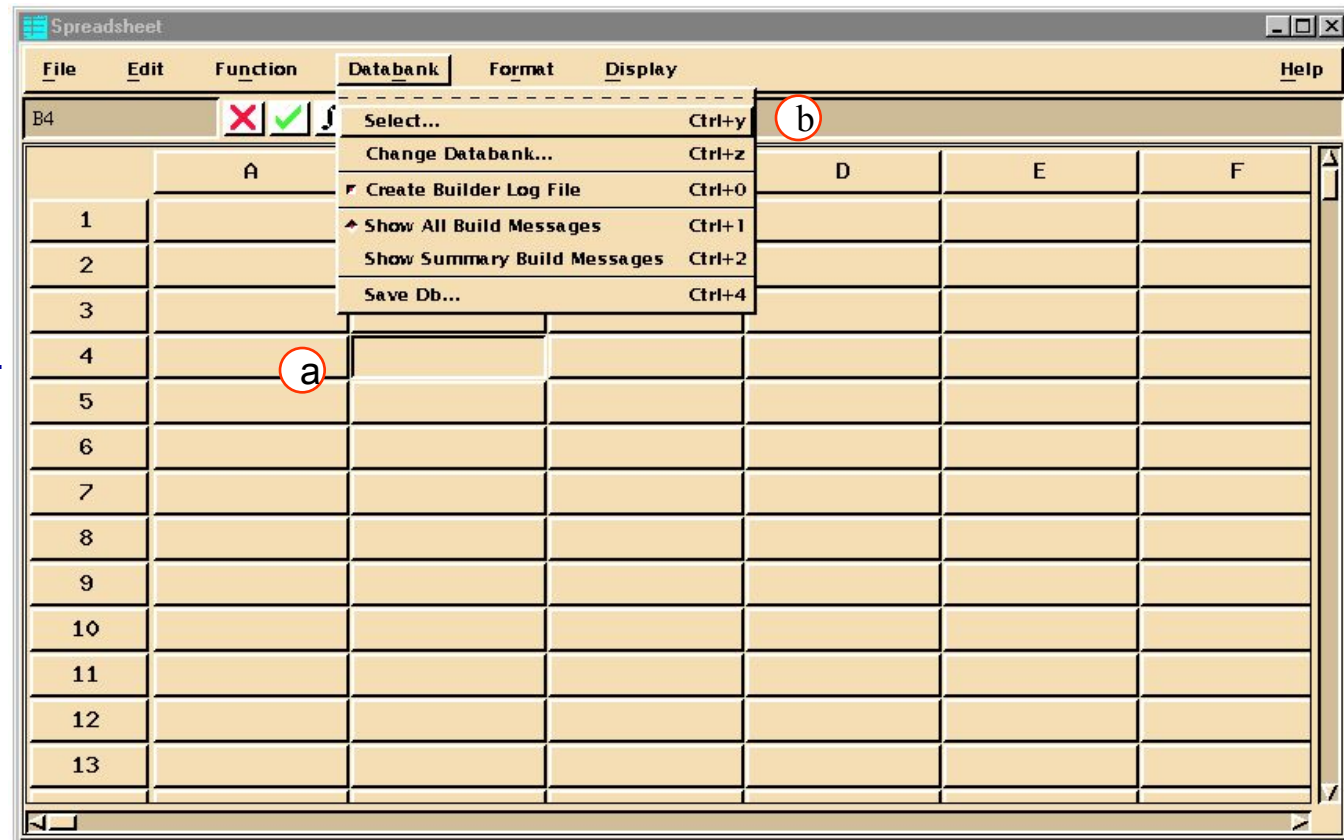 Spreadsheet
File Edit Function Databank Format Display Help
B4
Select... Ctrl+y b
Change Databank... Ctrl+z
A D E F
Create Builder Log File Ctrl+0
1 Show All Build Messages Ctrl+1
2 Show Summary Build Messages Ctrl+2
Save Db... Ctrl+4
3
4
a
5
6
7
8
9
10
11
12
13